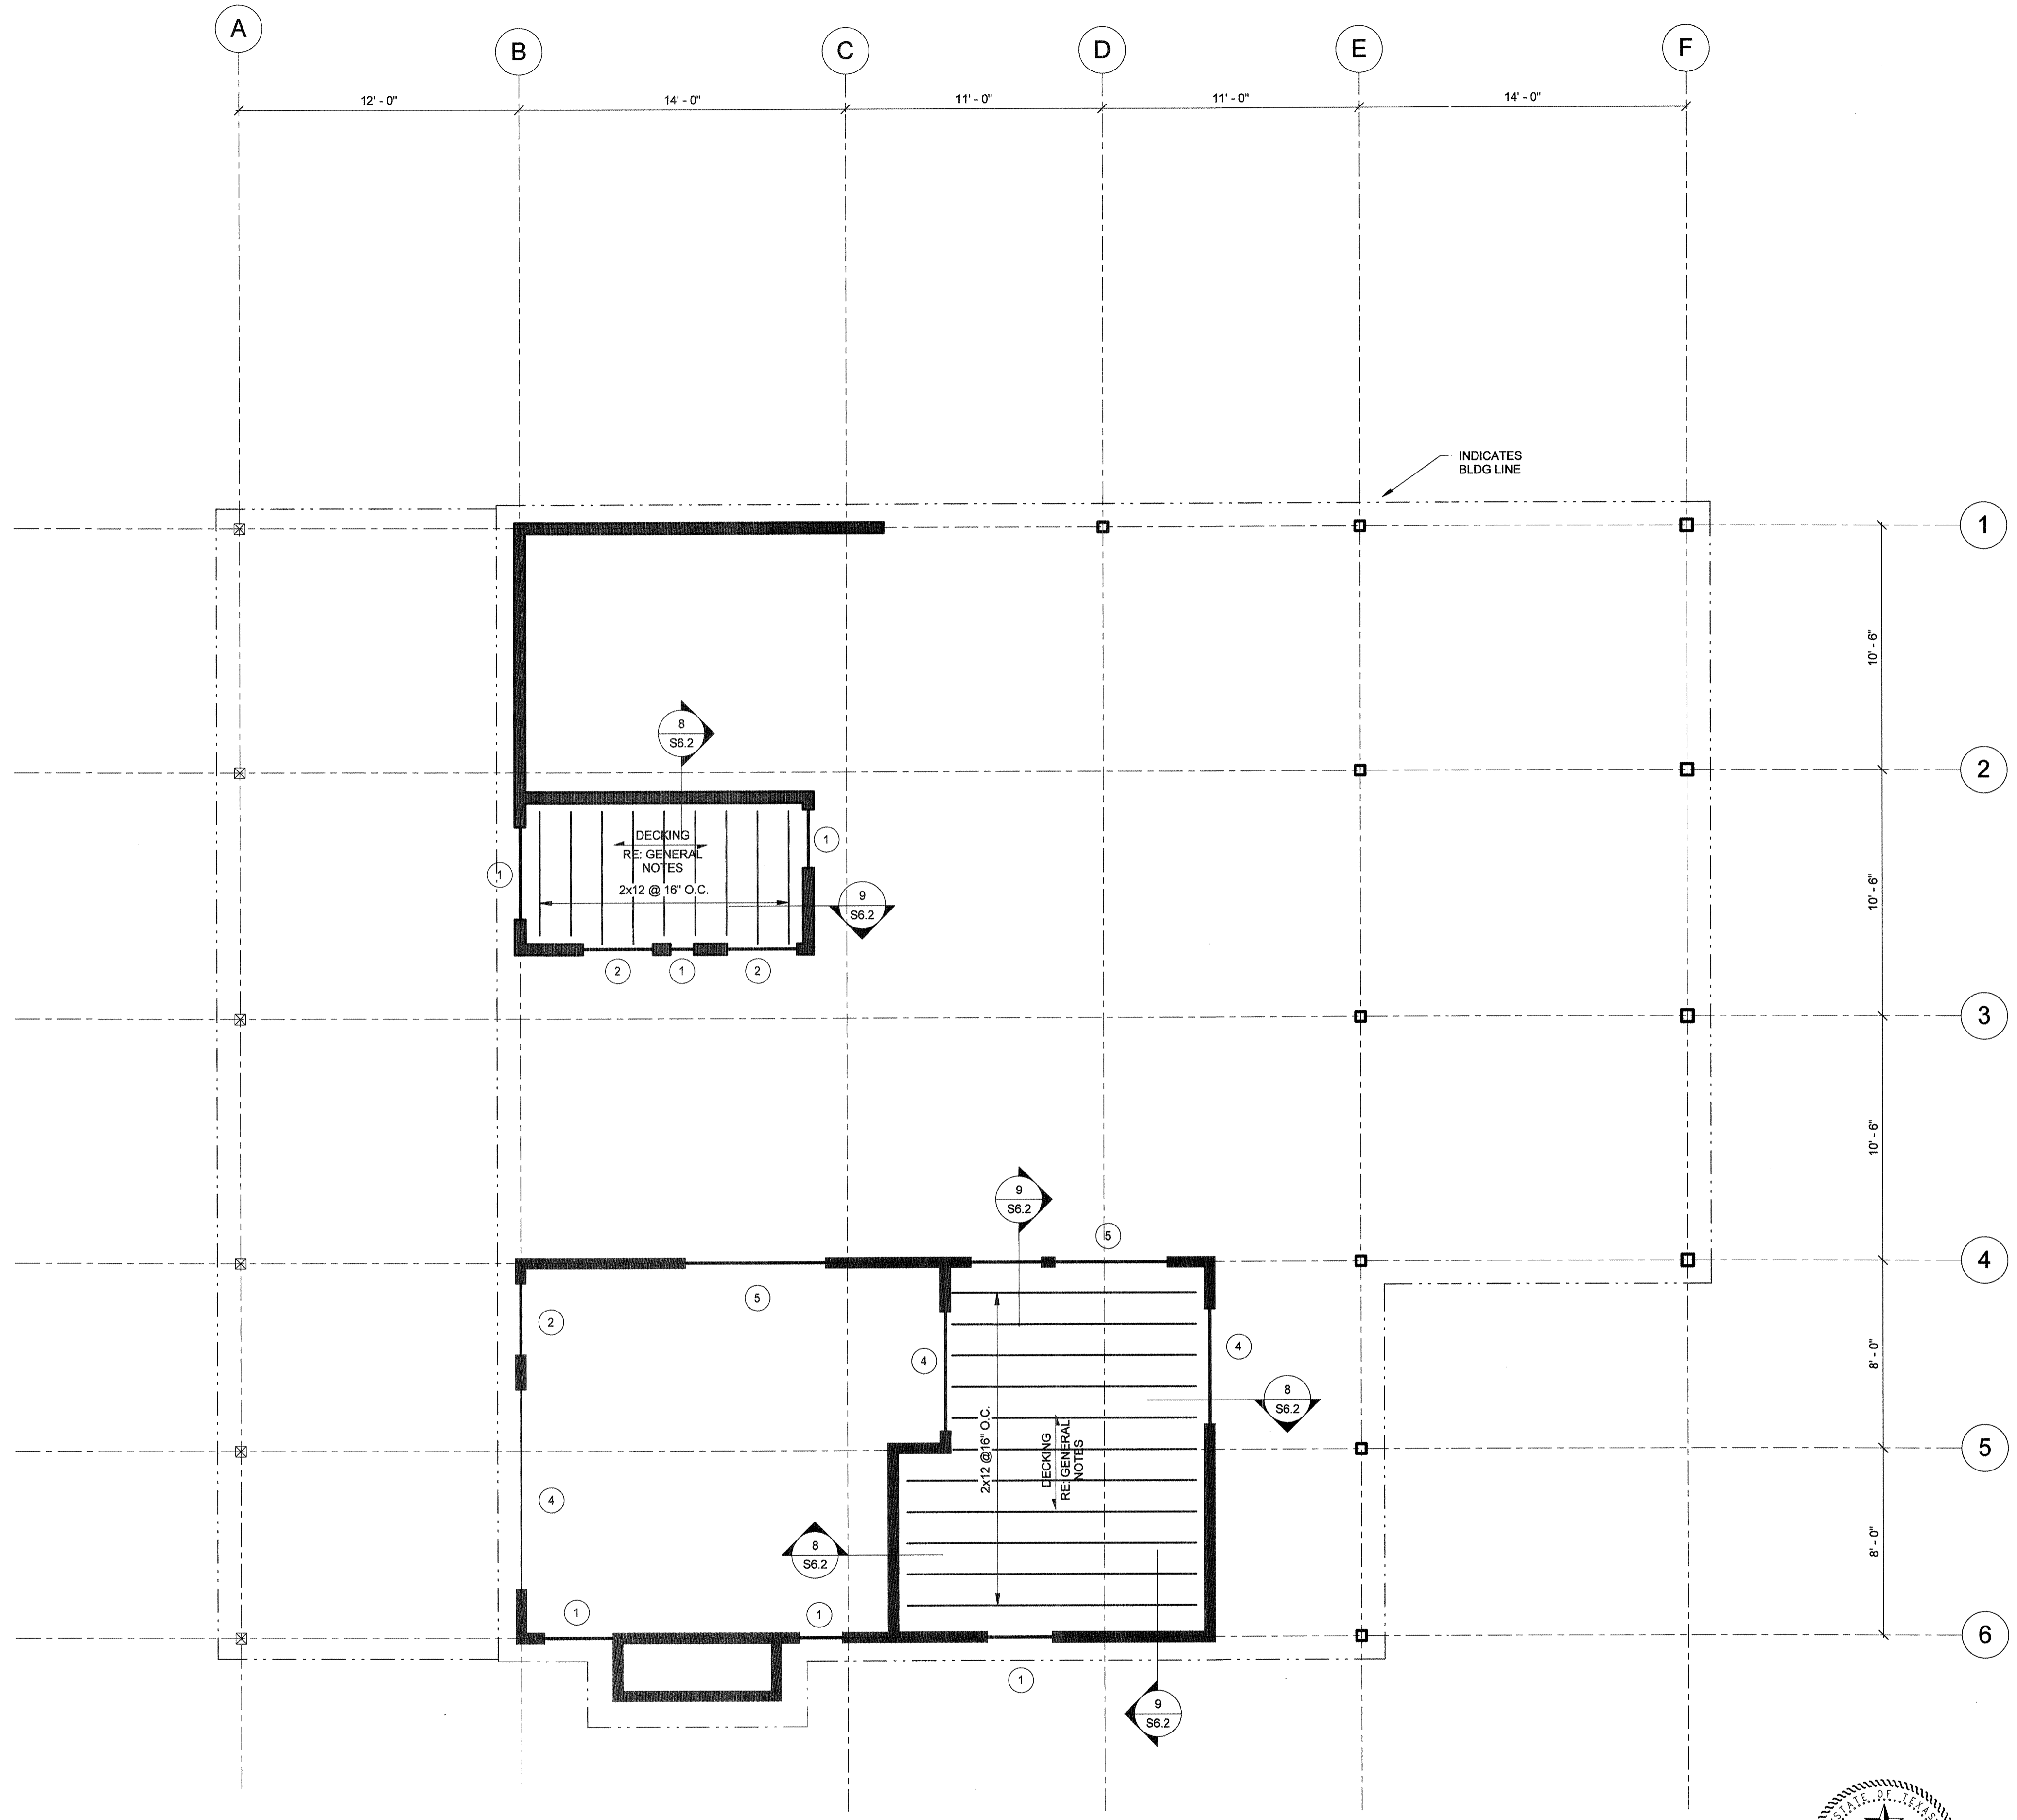 A
B
C
D
E
F
12' - 0"
14' - 0"
11' - 0"
11' - 0"
14' - 0"
INDICATES
BLDG LINE
1
10' - 6"
8
S6.2
2
DECKING
RE: GENERAL
NOTES
2x12 @ 16" O.C.
1
1
10' - 6"
9
S6.2
2
1
2
3
10' - 6"
9
S6.2
5
4
5
2
4
4
8' - 0"
8
S6.2
2x12 @16" O.C.
DECKING
RE: GENERAL
NOTES
5
4
8
S6.2
8' - 0"
1
1
6
1
9
S6.2
STATE OF TEXAS